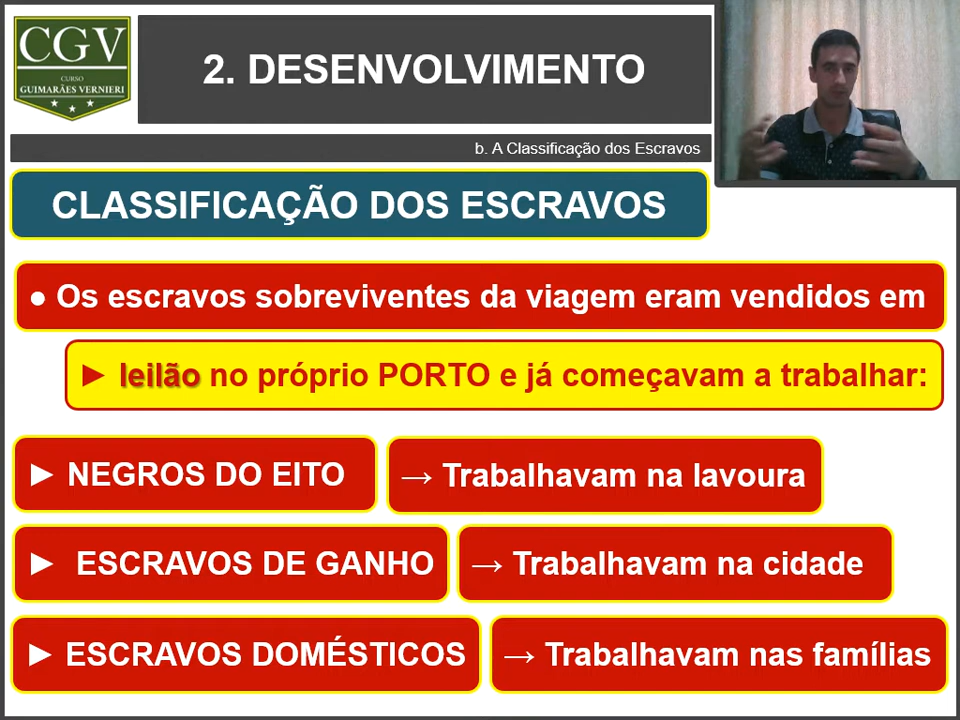 CGV
CURSO
GUIMARÃES VERNIERI
2. DESENVOLVIMENTO
b. A Classificação dos Escravos
CLASSIFICAÇÃO DOS ESCRAVOS
● Os escravos sobreviventes da viagem eram vendidos em
► leilão no próprio PORTO e já começavam a trabalhar:
► NEGROS DO EITO → Trabalhavam na lavoura
► ESCRAVOS DE GANHO → Trabalhavam na cidade
► ESCRAVOS DOMÉSTICOS → Trabalhavam nas famílias